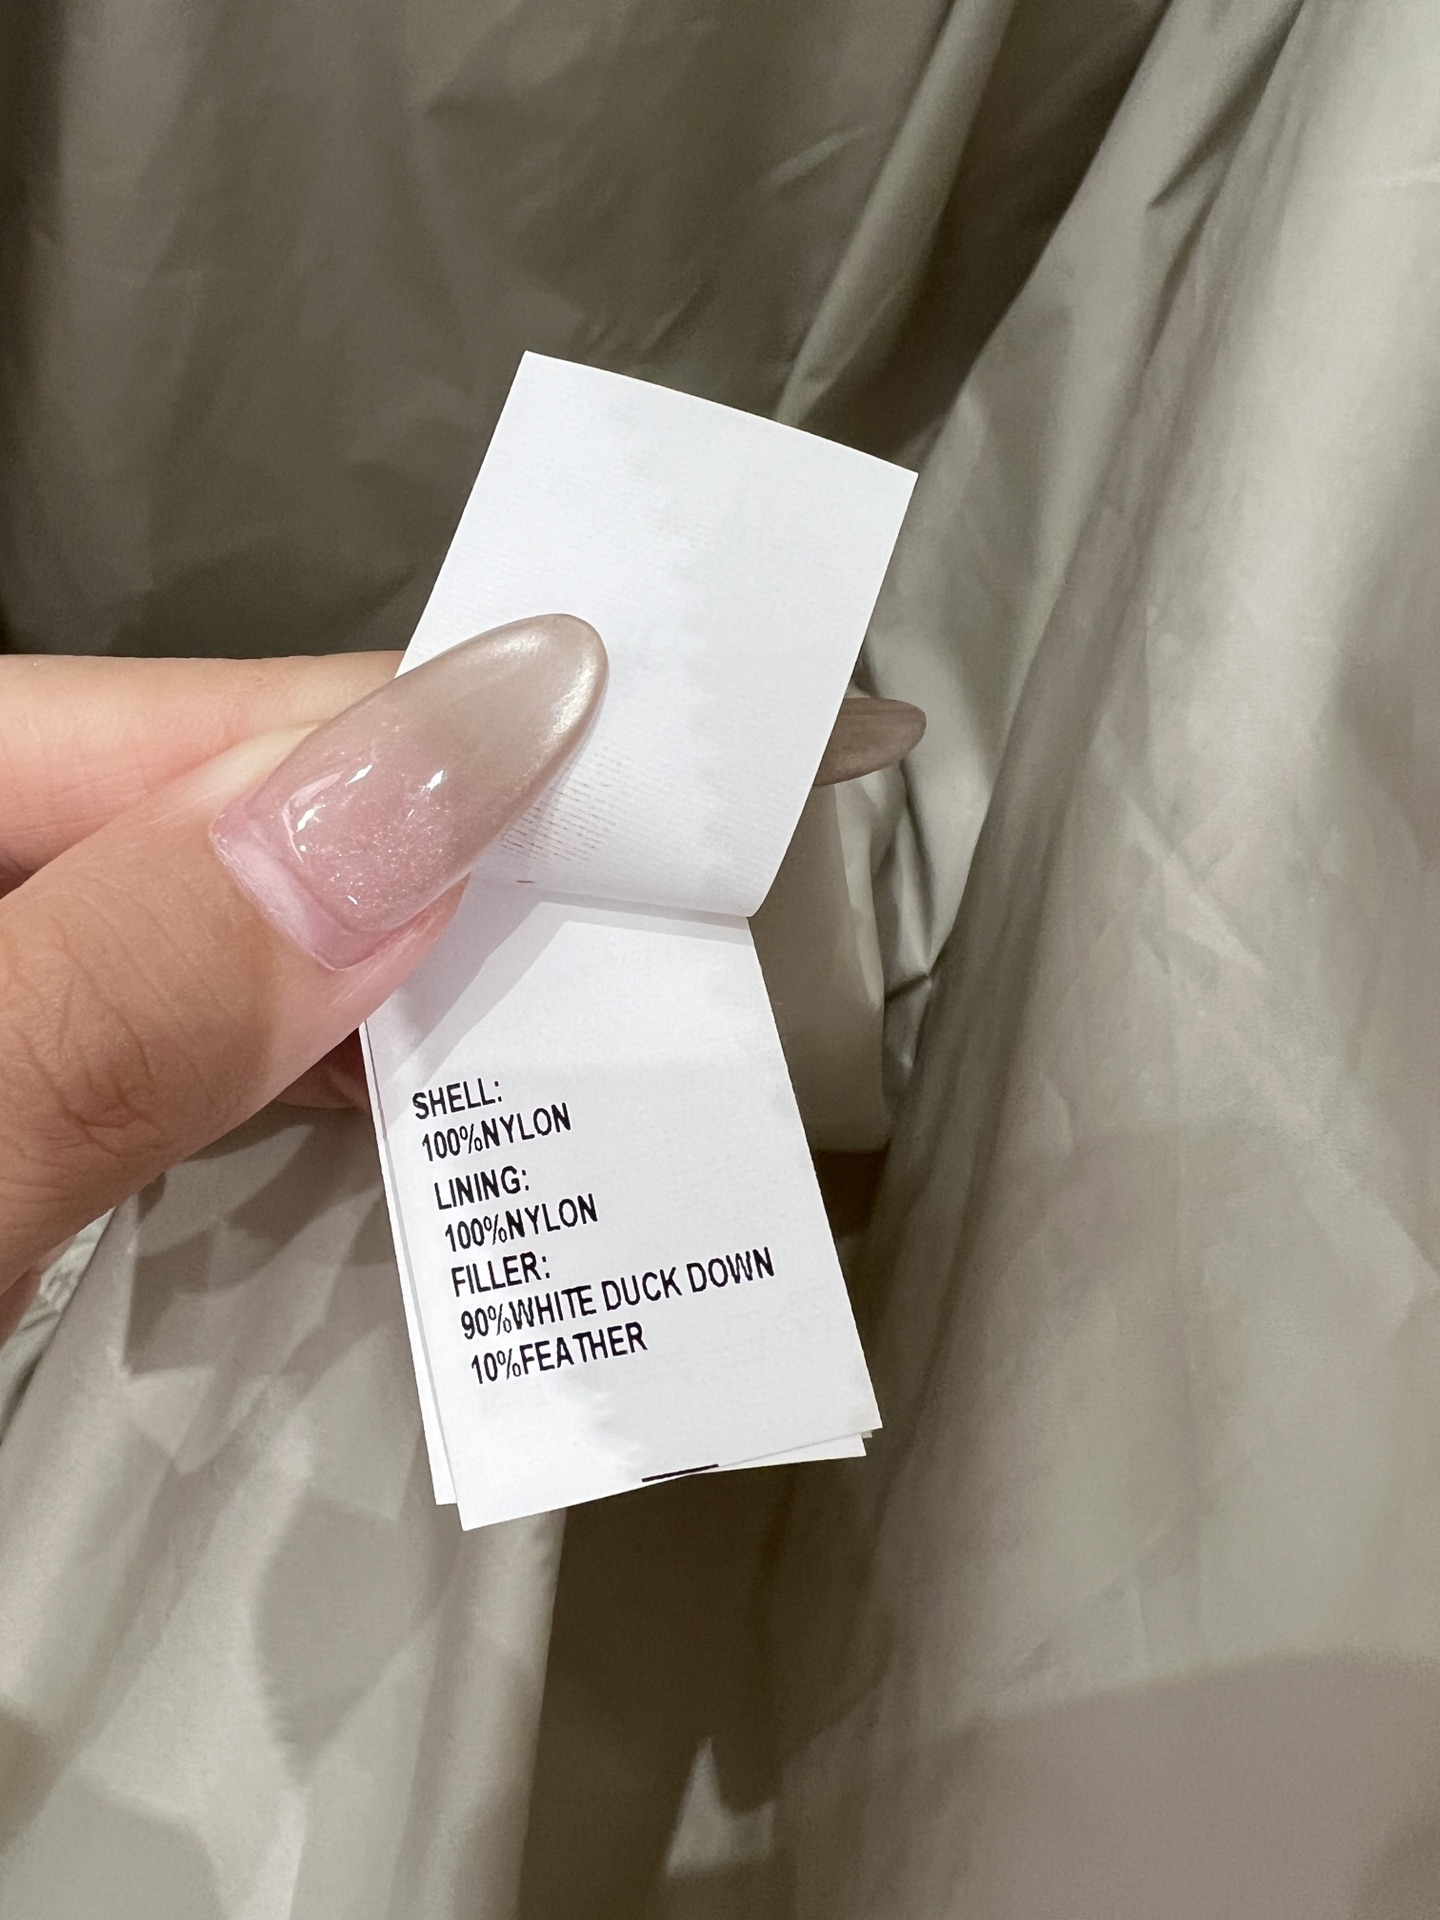 SHELL:
100%NYLON
LINING:
100%NYLON
FILLER:
90%WHITE DUCK DOWN
10%FEATHER